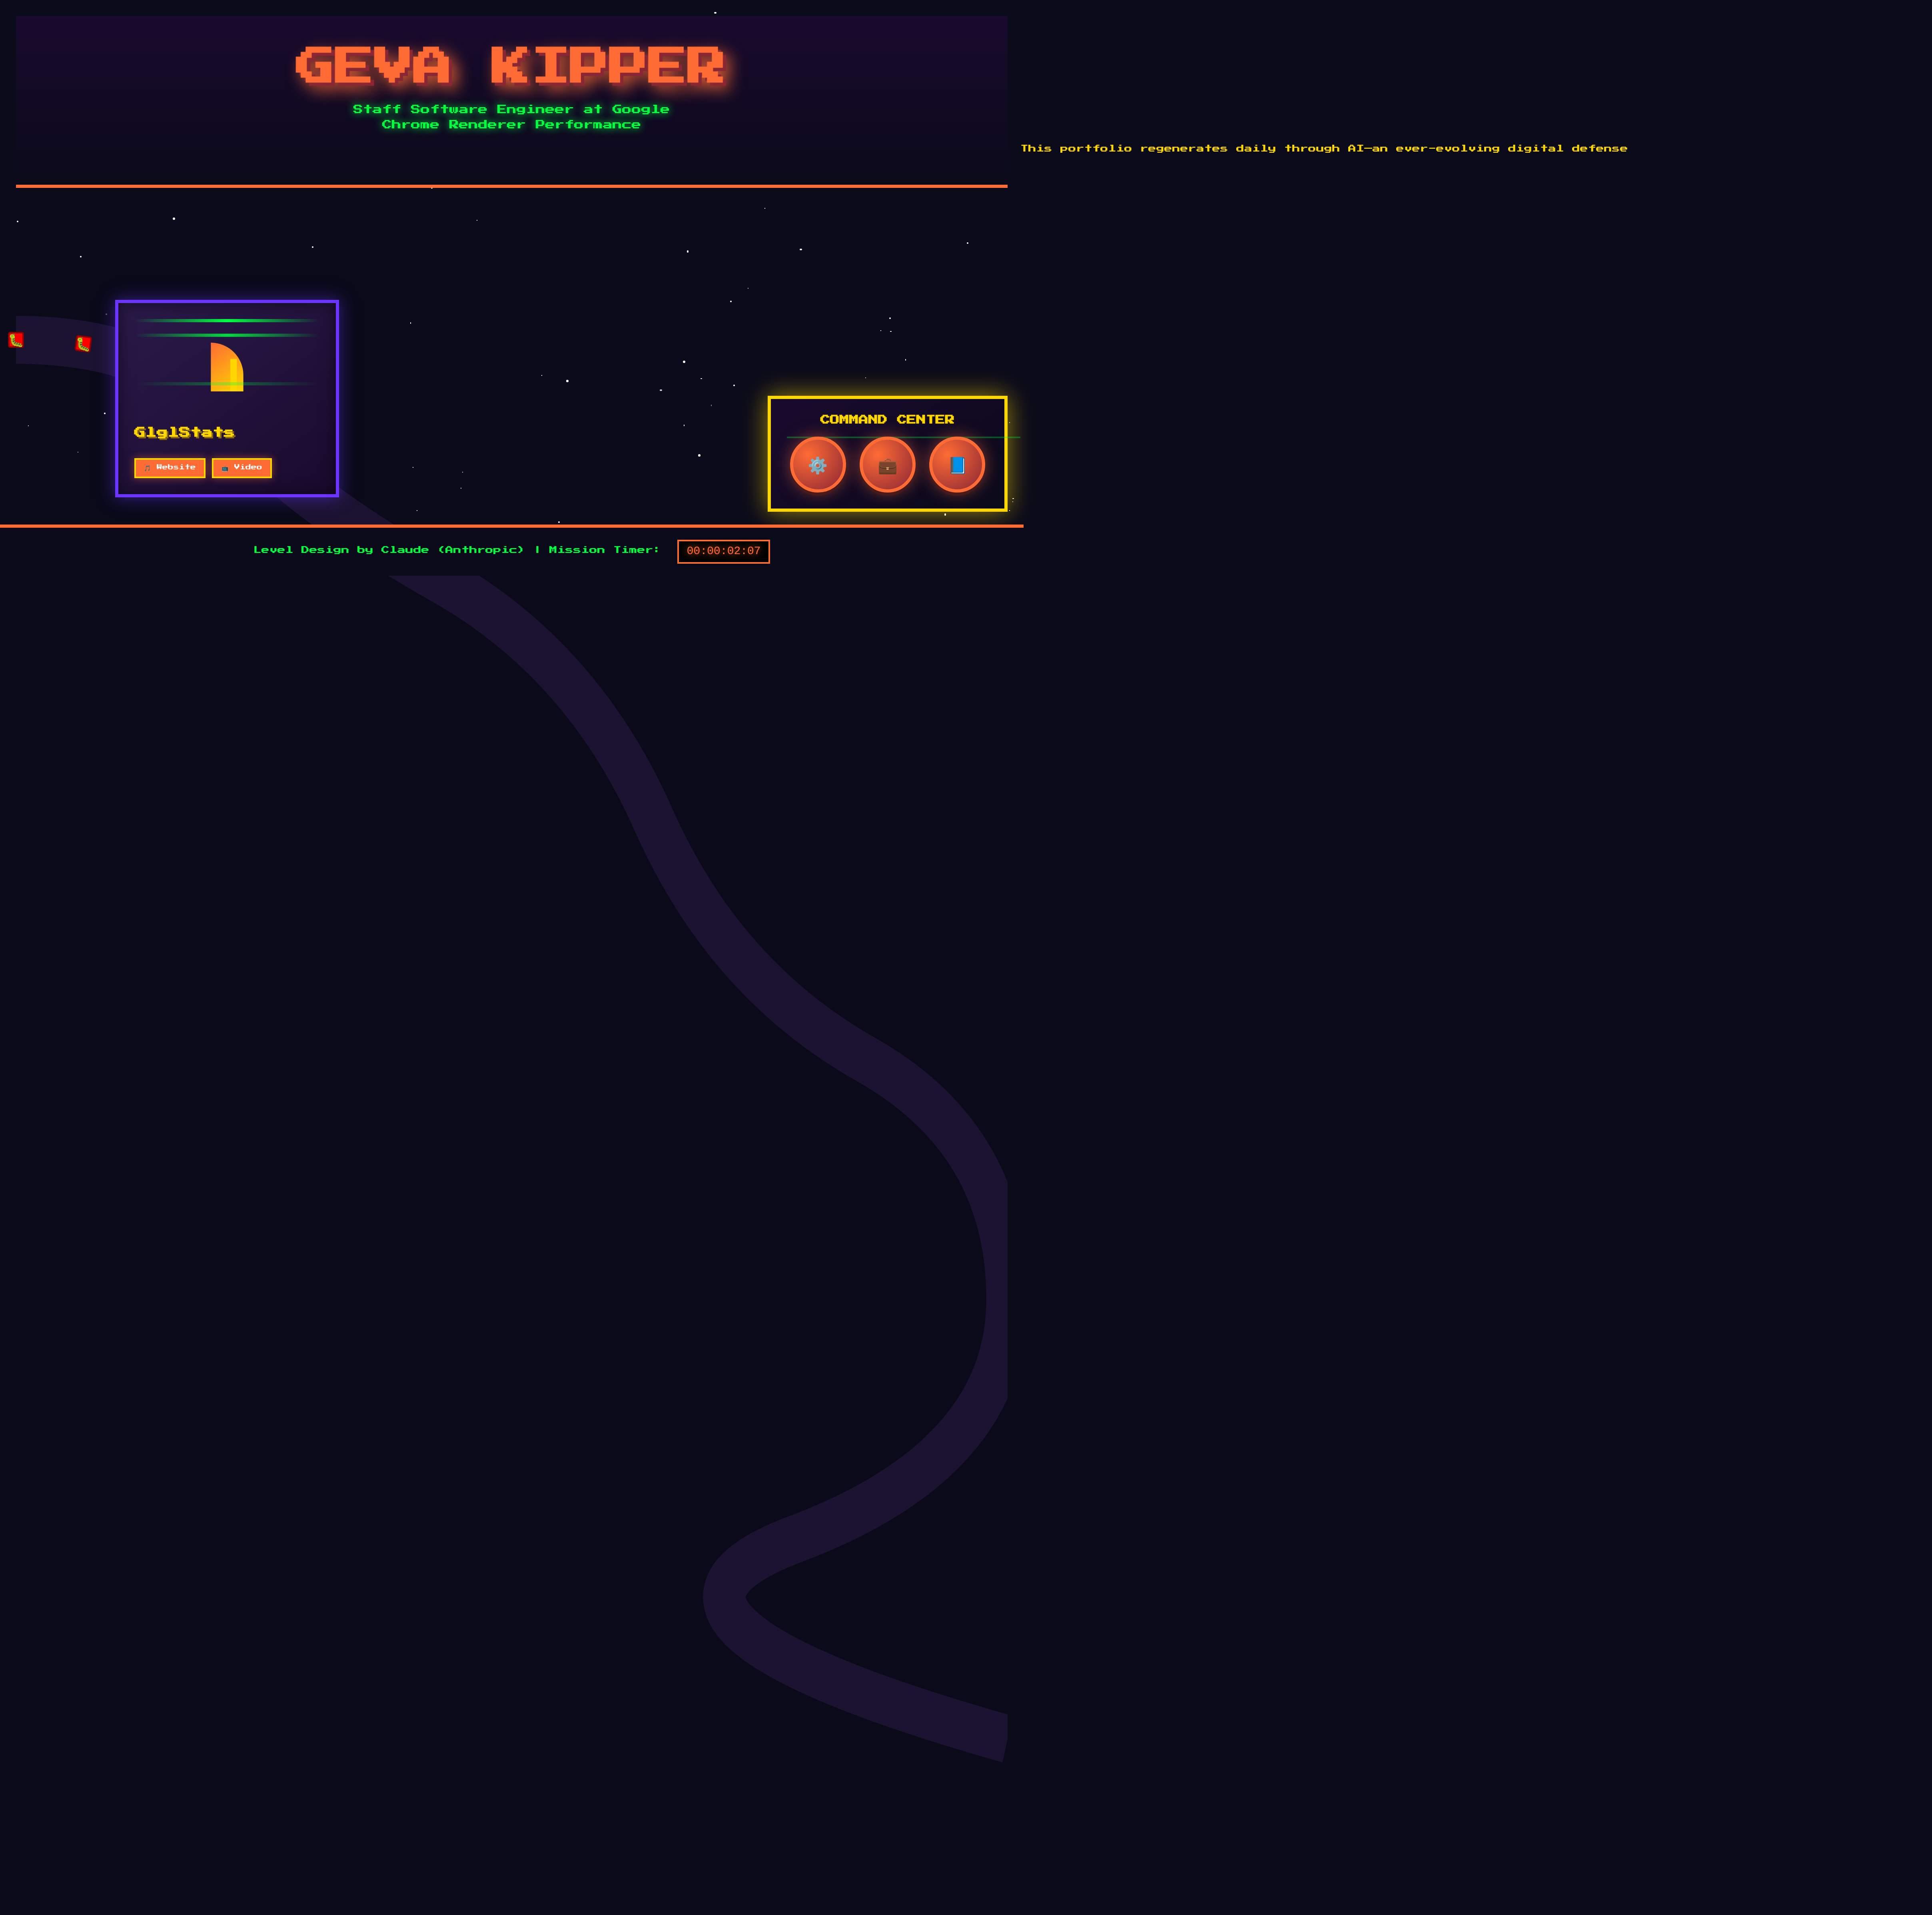 GEVA KIPPER
Staff Software Engineer at Google
Chrome Renderer Performance
This portfolio regenerates daily through AI—an ever-evolving digital defense
GlglStats
Website
Video
COMMAND CENTER
Level Design by Claude (Anthropic) | Mission Timer: 00:00:02:07